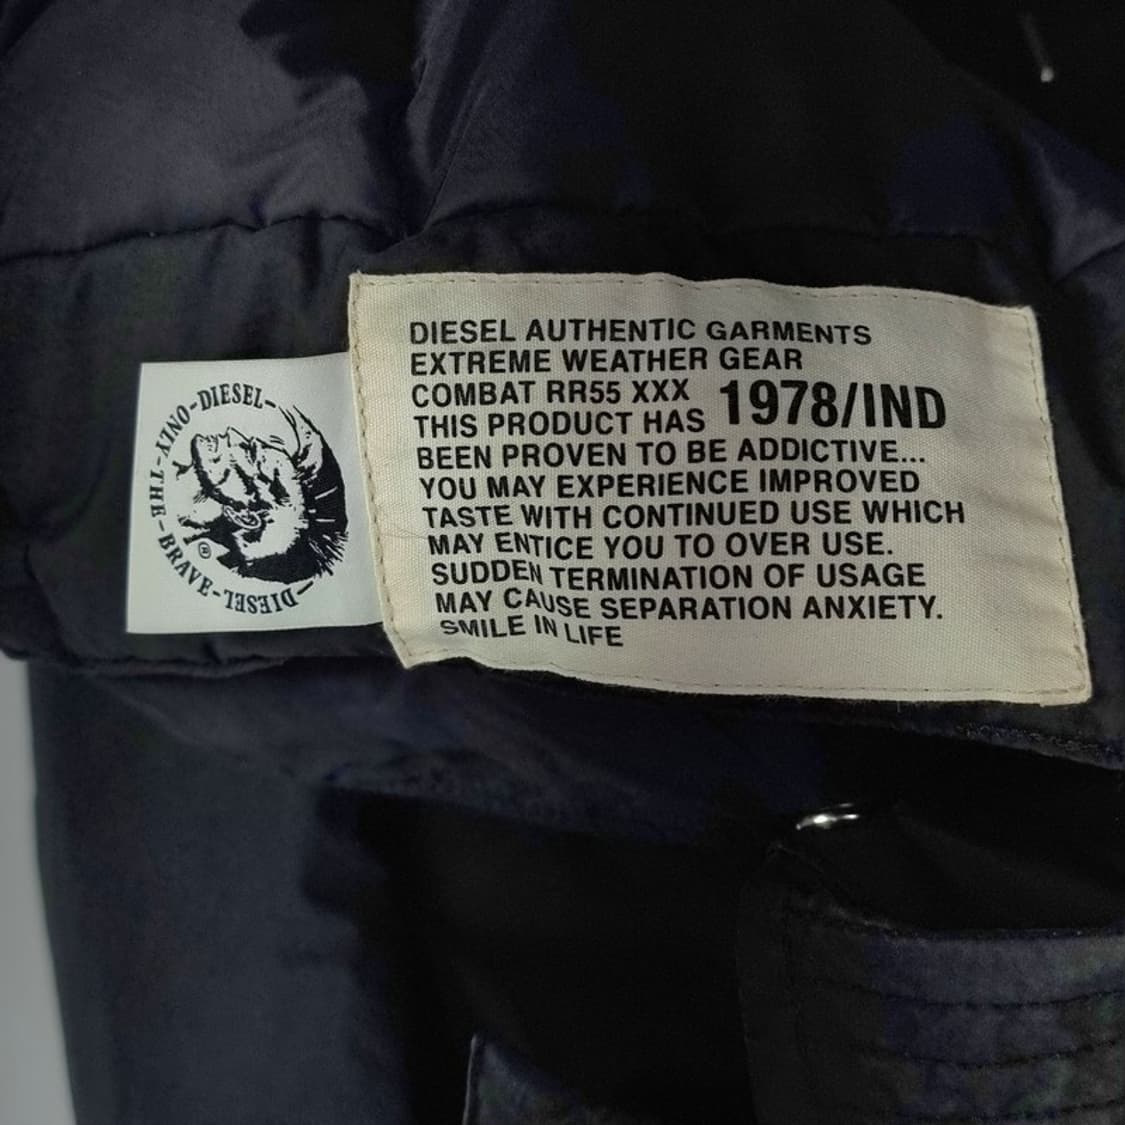 DIESEL AUTHENTIC GARMENTS
EXTREME WEATHER GEAR
COMBAT RR55 XXX 1978/IND
THIS PRODUCT HAS
BEEN PROVEN TO BE ADDICTIVE...
YOU MAY EXPERIENCE IMPROVED
TASTE WITH CONTINUED USE WHICH
MAY ENTICE YOU TO OVER USE.
SUDDEN TERMINATION OF USAGE
MAY CAUSE SEPARATION ANXIETY.
SMILE IN LIFE
ONLY-THE-BRAVE-DIESEL-
DIESEL-
®